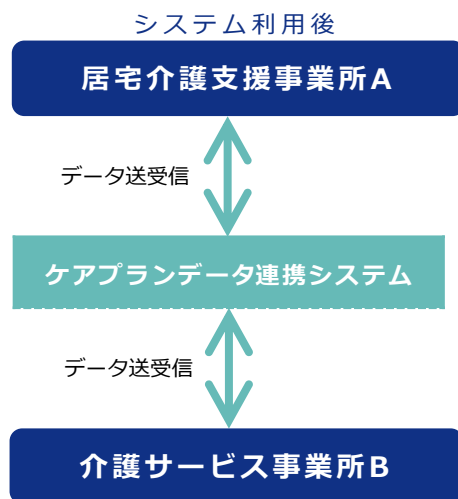 システム利用後
居宅介護支援事業所A
データ送受信
ケアプランデータ連携システム
データ送受信
介護サービス事業所B